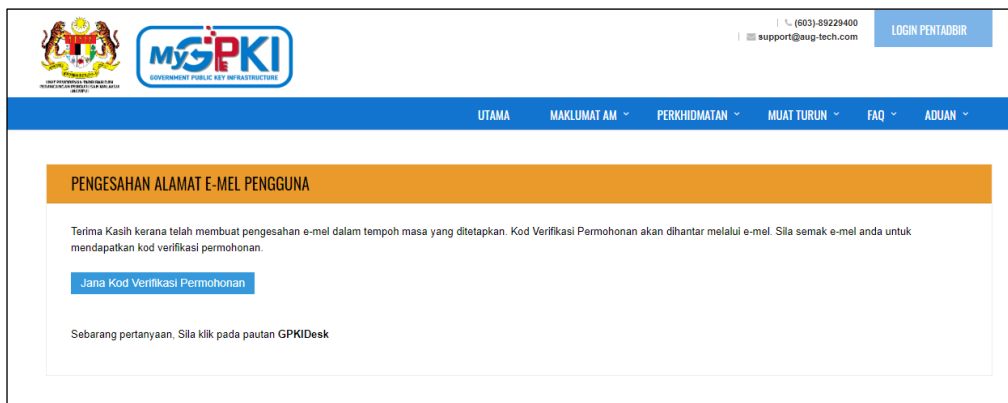 (603)-89229400
support@aug-tech.com
LOGIN PENTADBIR
MyGPKI
GOVERNMENT PUBLIC KEY INFRASTRUCTURE
UTAMA MAKLUMAT AM PERKHIDMATAN MUAT TURUN FAQ ADUAN
PENGESAHAN ALAMAT E-MEL PENGGUNA
Terima Kasih kerana telah membuat pengesahan e-mel dalam tempoh masa yang ditetapkan. Kod Verifikasi Permohonan akan dihantar melalui e-mel. Sila semak e-mel anda untuk
mendapatkan kod verifikasi permohonan.
Jana Kod Verifikasi Permohonan
Sebarang pertanyaan, Sila klik pada pautan GPKIDesk